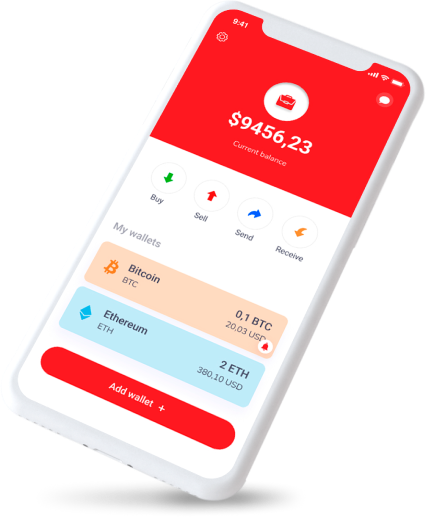 9:41
$9456,23
Current balance
Buy
Sell
Send
Receive
My wallets
Bitcoin
BTC
0,1 BTC
20.03 USD
Ethereum
ETH
2 ETH
380.10 USD
Add wallet +